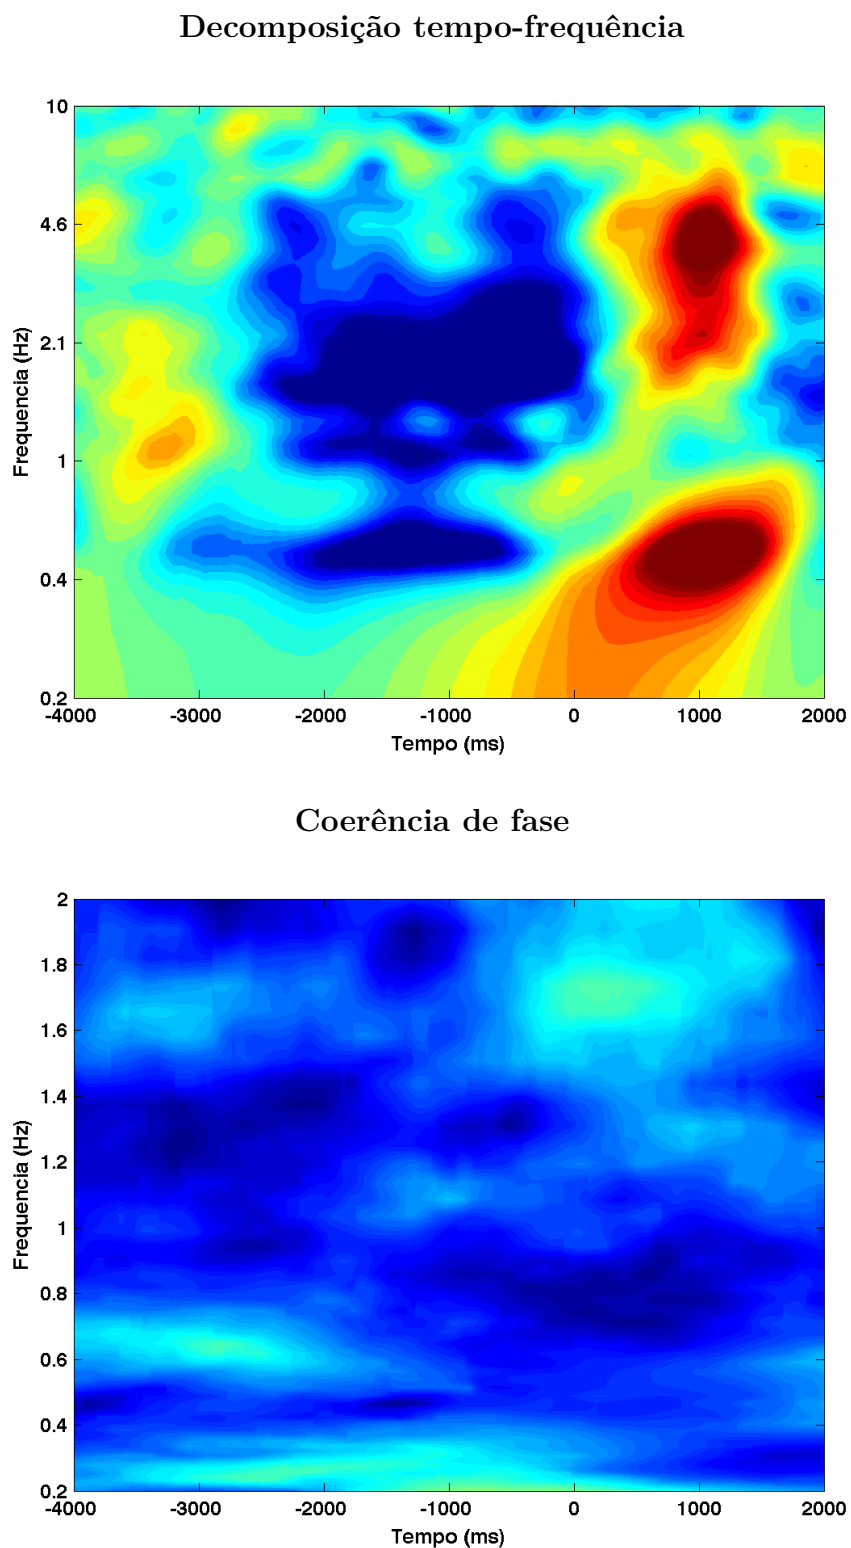 Decomposição tempo-frequência
10
4.6
2.1
1
0.4
0.2
Frequencia (Hz)
-4000 -3000 -2000 -1000 0 1000 2000
Tempo (ms)
Coerência de fase
2
1.8
1.6
1.4
1.2
1
0.8
0.6
0.4
0.2
Frequencia (Hz)
-4000 -3000 -2000 -1000 0 1000 2000
Tempo (ms)